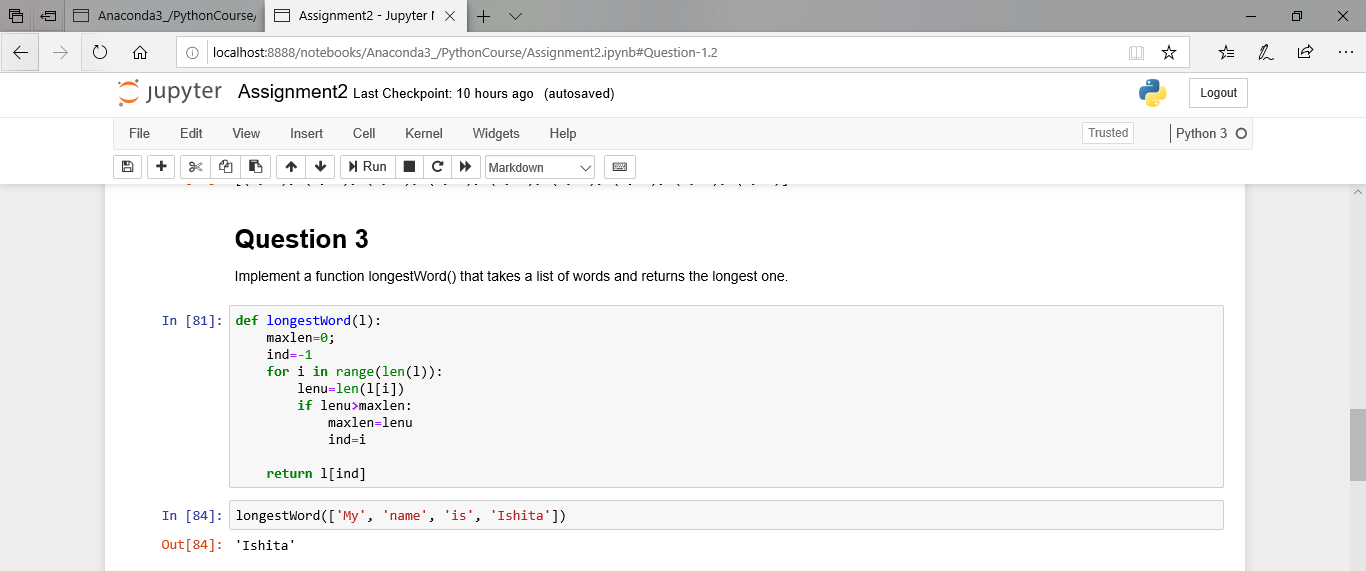 Anaconda3_/PythonCourse/
Assignment2 - Jupyter
localhost:8888/notebooks/Anaconda3_/PythonCourse/Assignment2.ipynb#Question-1.2
jupyter Assignment2 Last Checkpoint: 10 hours ago (autosaved)
Logout
File Edit View Insert Cell Kernel Widgets Help
Trusted
Python 3
Run
Markdown
Question 3
Implement a function longestWord() that takes a list of words and returns the longest one.
In [81]: def longestWord(l):
maxlen=0;
ind=-1
for i in range(len(l)):
lenu=len(l[i])
if lenu>maxlen:
maxlen=lenu
ind=i
return l[ind]
In [84]: longestWord(['My', 'name', 'is', 'Ishita'])
Out[84]: 'Ishita'